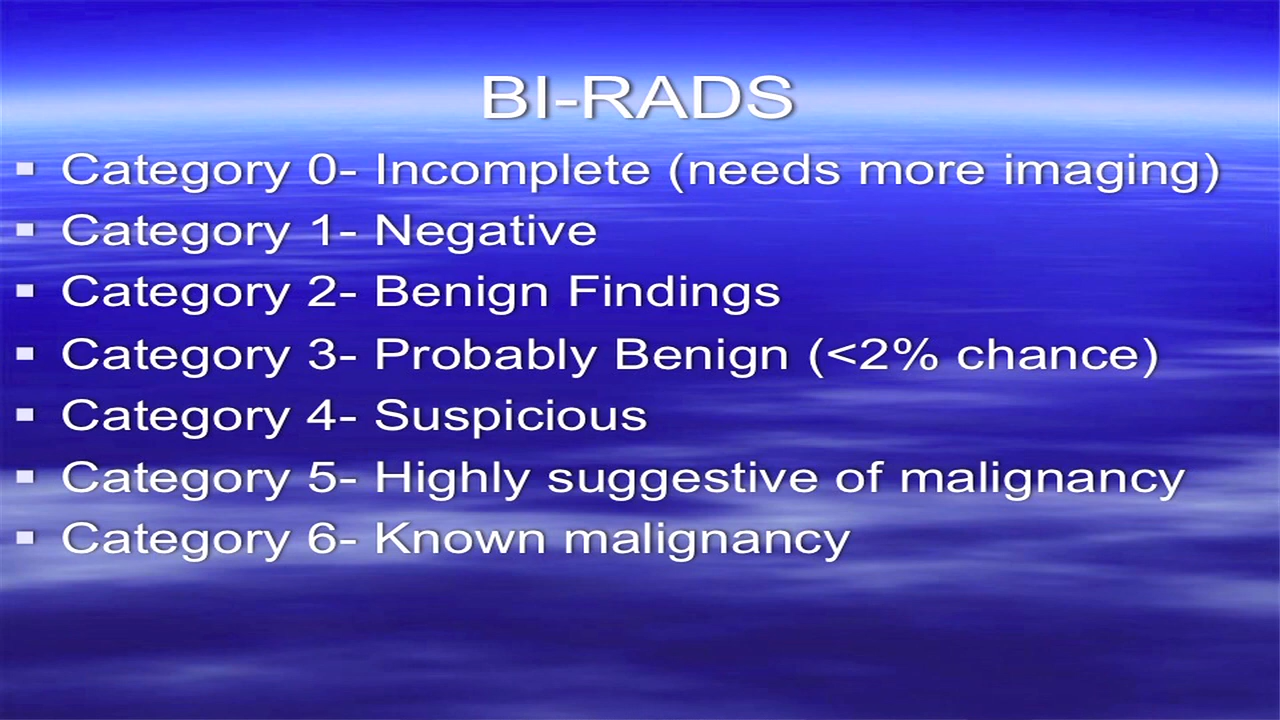 BI-RADS
▪ Category 0- Incomplete (needs more imaging)
▪ Category 1- Negative
▪ Category 2- Benign Findings
▪ Category 3- Probably Benign (<2% chance)
▪ Category 4- Suspicious
▪ Category 5- Highly suggestive of malignancy
▪ Category 6- Known malignancy